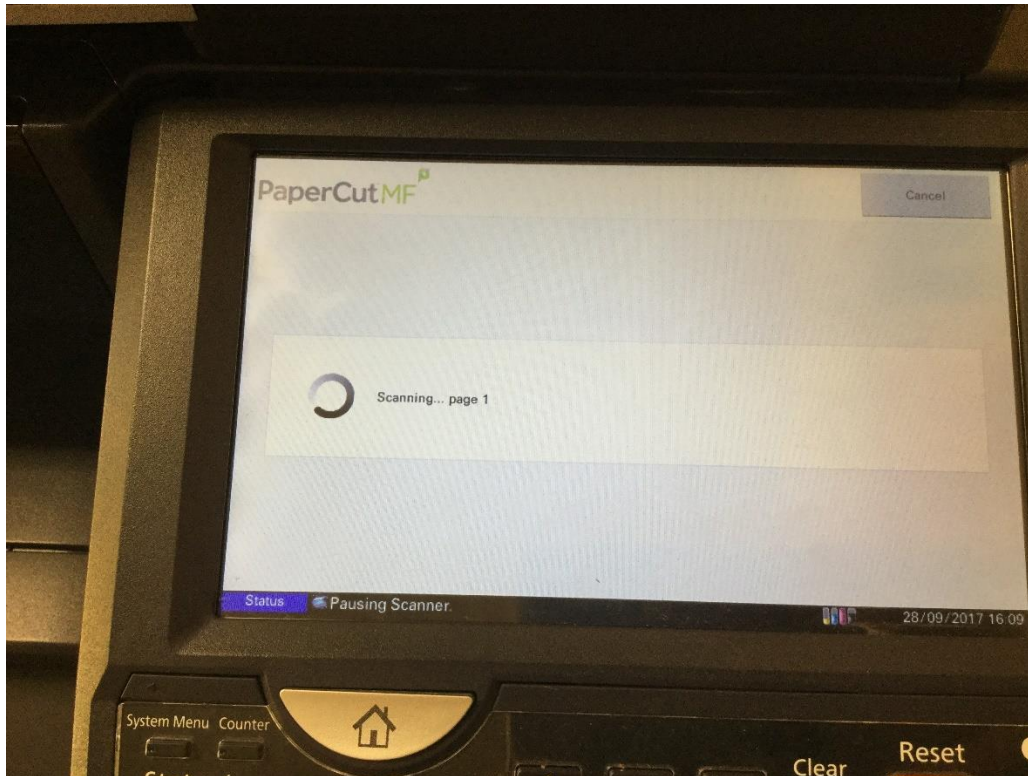 PaperCutMF
Cancel
Scanning... page 1
Status
Pausing Scanner.
28/09/2017 16:09
System Menu
Counter
Clear
Reset